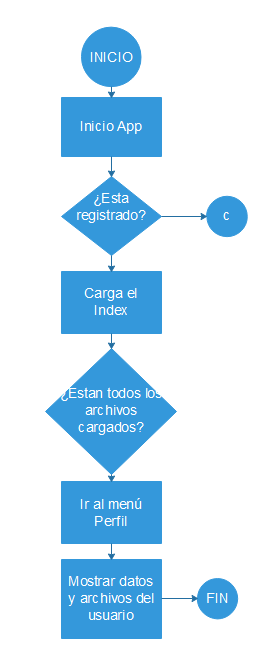 INICIO
Inicio App
¿Esta
registrado?
c
Carga el
Index
¿Estan todos los
archivos
cargados?
Ir al menú
Perfil
Mostrar datos
y archivos del
usuario
FIN